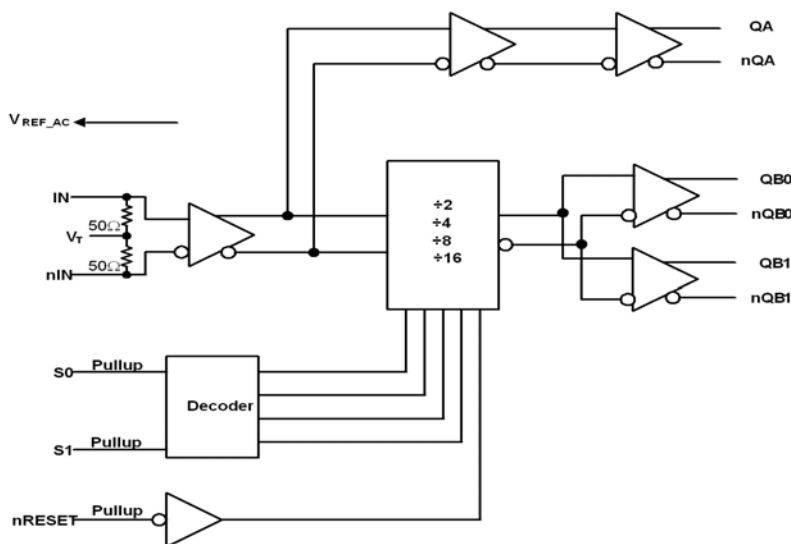 QA
nQA
VREF_AC
IN
50Ω
VT
50Ω
nIN
÷2
÷4
÷8
÷16
QB0
nQB0
QB1
nQB1
S0 Pullup
Decoder
S1 Pullup
nRESET Pullup